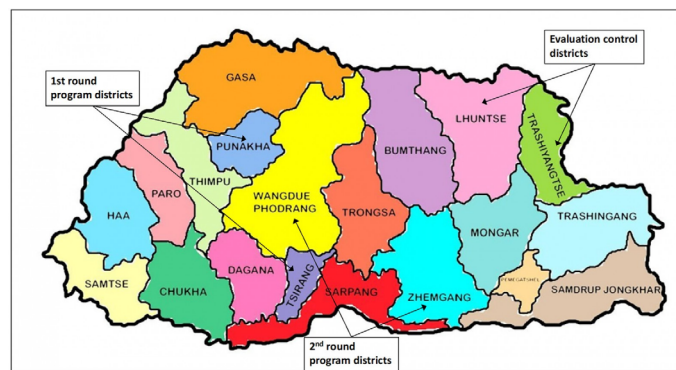 Evaluation control
districts
1st round
program districts
GASA
PUNAKHA
THIMPU
PARO
HAA
SAMTSE
CHUKHA
DAGANA
TSIRANG
WANGDUE
PHODRANG
TRONGSA
BUMTHANG
LHUNTSE
TRASHIYANGTSE
TRASHINGANG
MONGAR
SAMDRUP JONGKHAR
ZHEMGANG
SARPANG
2nd round
program districts